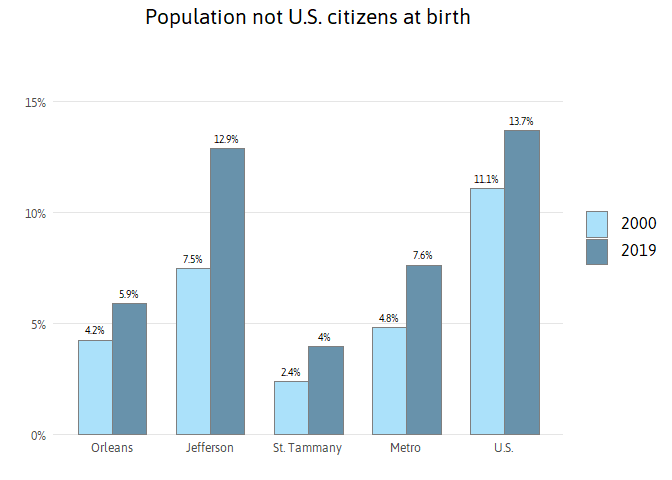 Population not U.S. citizens at birth
15%
10%
5%
0%
4.2%
5.9%
7.5%
12.9%
2.4%
4%
4.8%
7.6%
11.1%
13.7%
Orleans
Jefferson
St. Tammany
Metro
U.S.
2000
2019